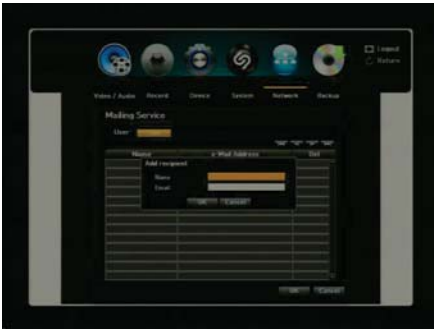 Logout
Return
Video / Audio Record Device System Network Backup
Mailing Service
User
Name e-Mail Address Del
Add recipient
Name
Email
OK Cancel
OK Cancel